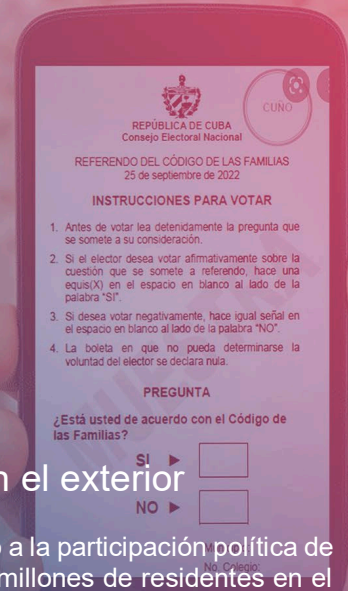 CUÑO
REPÚBLICA DE CUBA
Consejo Electoral Nacional
REFERENDO DEL CÓDIGO DE LAS FAMILIAS
25 de septiembre de 2022
INSTRUCCIONES PARA VOTAR
1. Antes de votar lea detenidamente la pregunta que
se somete a su consideración.
2. Si el elector desea votar afirmativamente sobre la
cuestión que se somete a referendo, hace una
equis(X) en el espacio en blanco al lado de la
palabra "SI".
3. Si desea votar negativamente, hace igual señal en
el espacio en blanco al lado de la palabra "NO".
4. La boleta en que no pueda determinarse la
voluntad del elector se declara nula.
PREGUNTA
¿Está usted de acuerdo con el Código de
las Familias?
SI
NO
n el exterior
o a la participación política de
No. Colegio:
millones de residentes en el